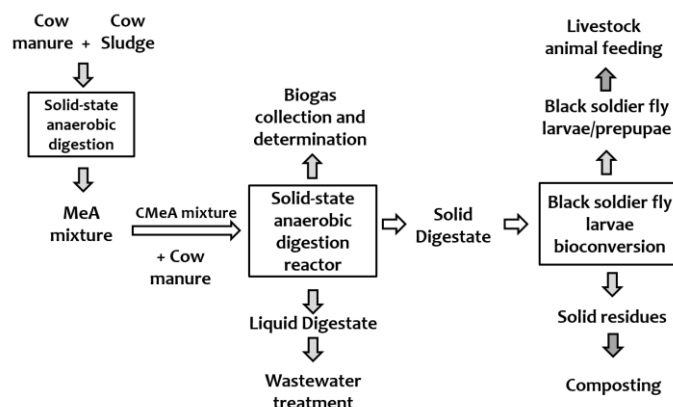 Cow manure + Cow Sludge
Solid-state
anaerobic
digestion
MeA
mixture
CMeA mixture
+ Cow
manure
Biogas
collection and
determination
Solid-state
anaerobic
digestion
reactor
Liquid Digestate
Wastewater
treatment
Solid
Digestate
Livestock
animal feeding
Black soldier fly
larvae/prepupae
Black soldier fly
larvae
bioconversion
Solid residues
Composting